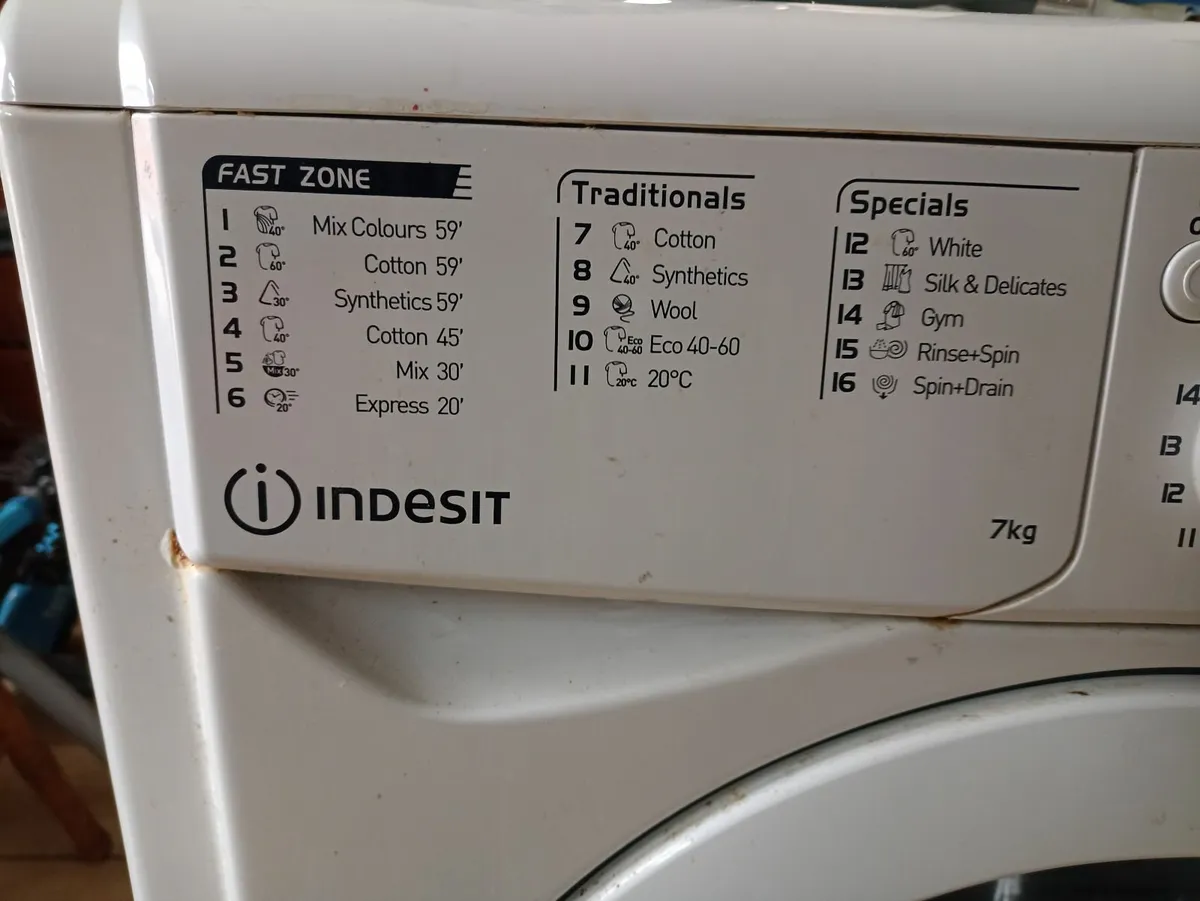 FAST ZONE
1 40° Mix Colours 59'
2 60° Cotton 59'
3 30° Synthetics 59'
4 40° Cotton 45'
5 Mix 30° Mix 30'
6 20° Express 20'
Traditionals
7 40° Cotton
8 40° Synthetics
9 Wool
10 Eco 40-60 Eco 40-60
11 20°C 20°C
Specials
12 60° White
13 Silk & Delicates
14 Gym
15 Rinse+Spin
16 Spin+Drain
INDESIT
7kg
14
13
12
11